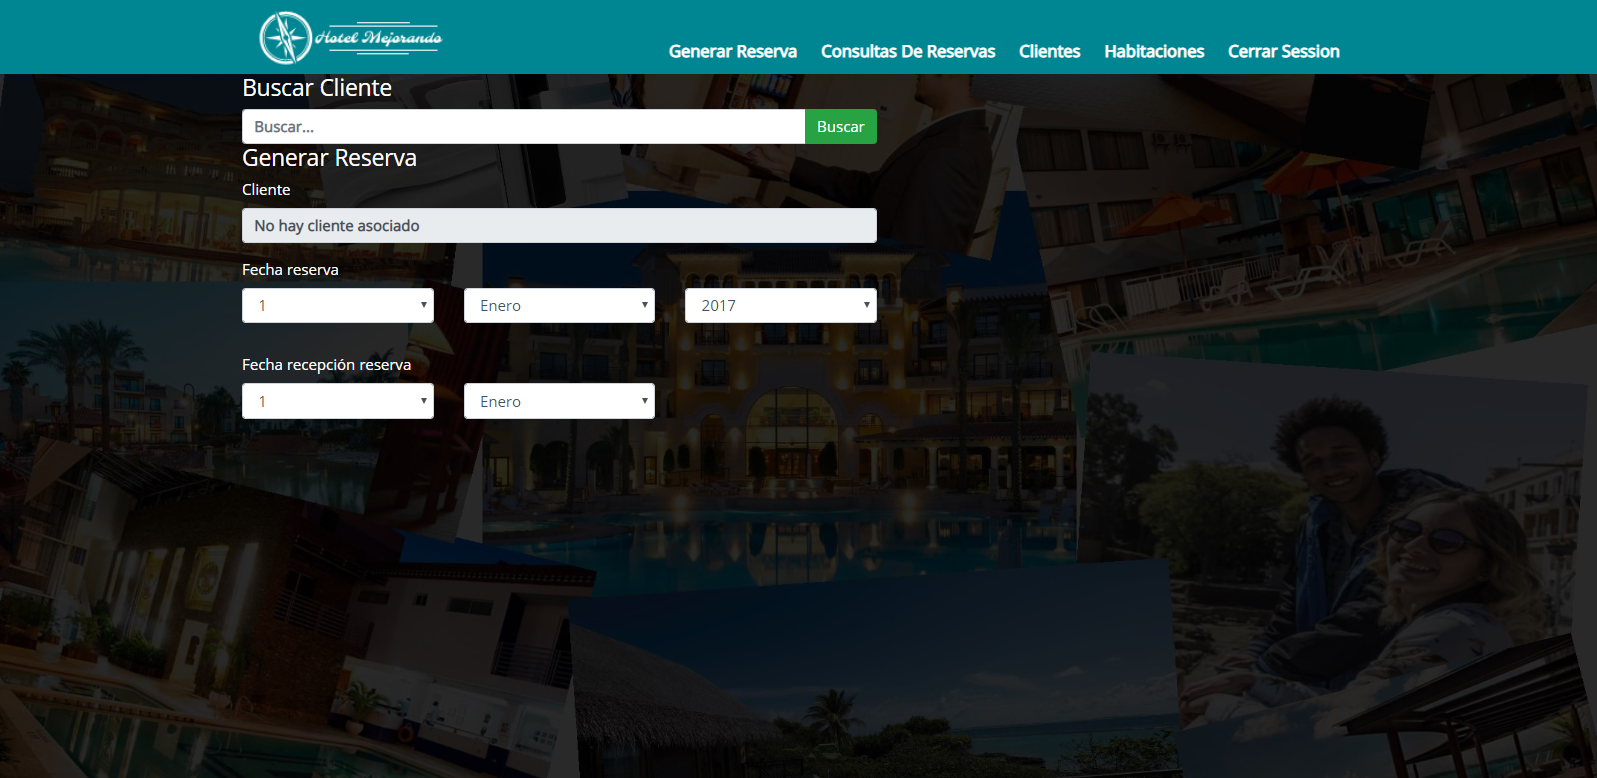 Hotel Mejorando
Generar Reserva Consultas De Reservas Clientes Habitaciones Cerrar Session
Buscar Cliente
Buscar... Buscar
Generar Reserva
Cliente
No hay cliente asociado
Fecha reserva
1 Enero 2017
Fecha recepción reserva
1 Enero